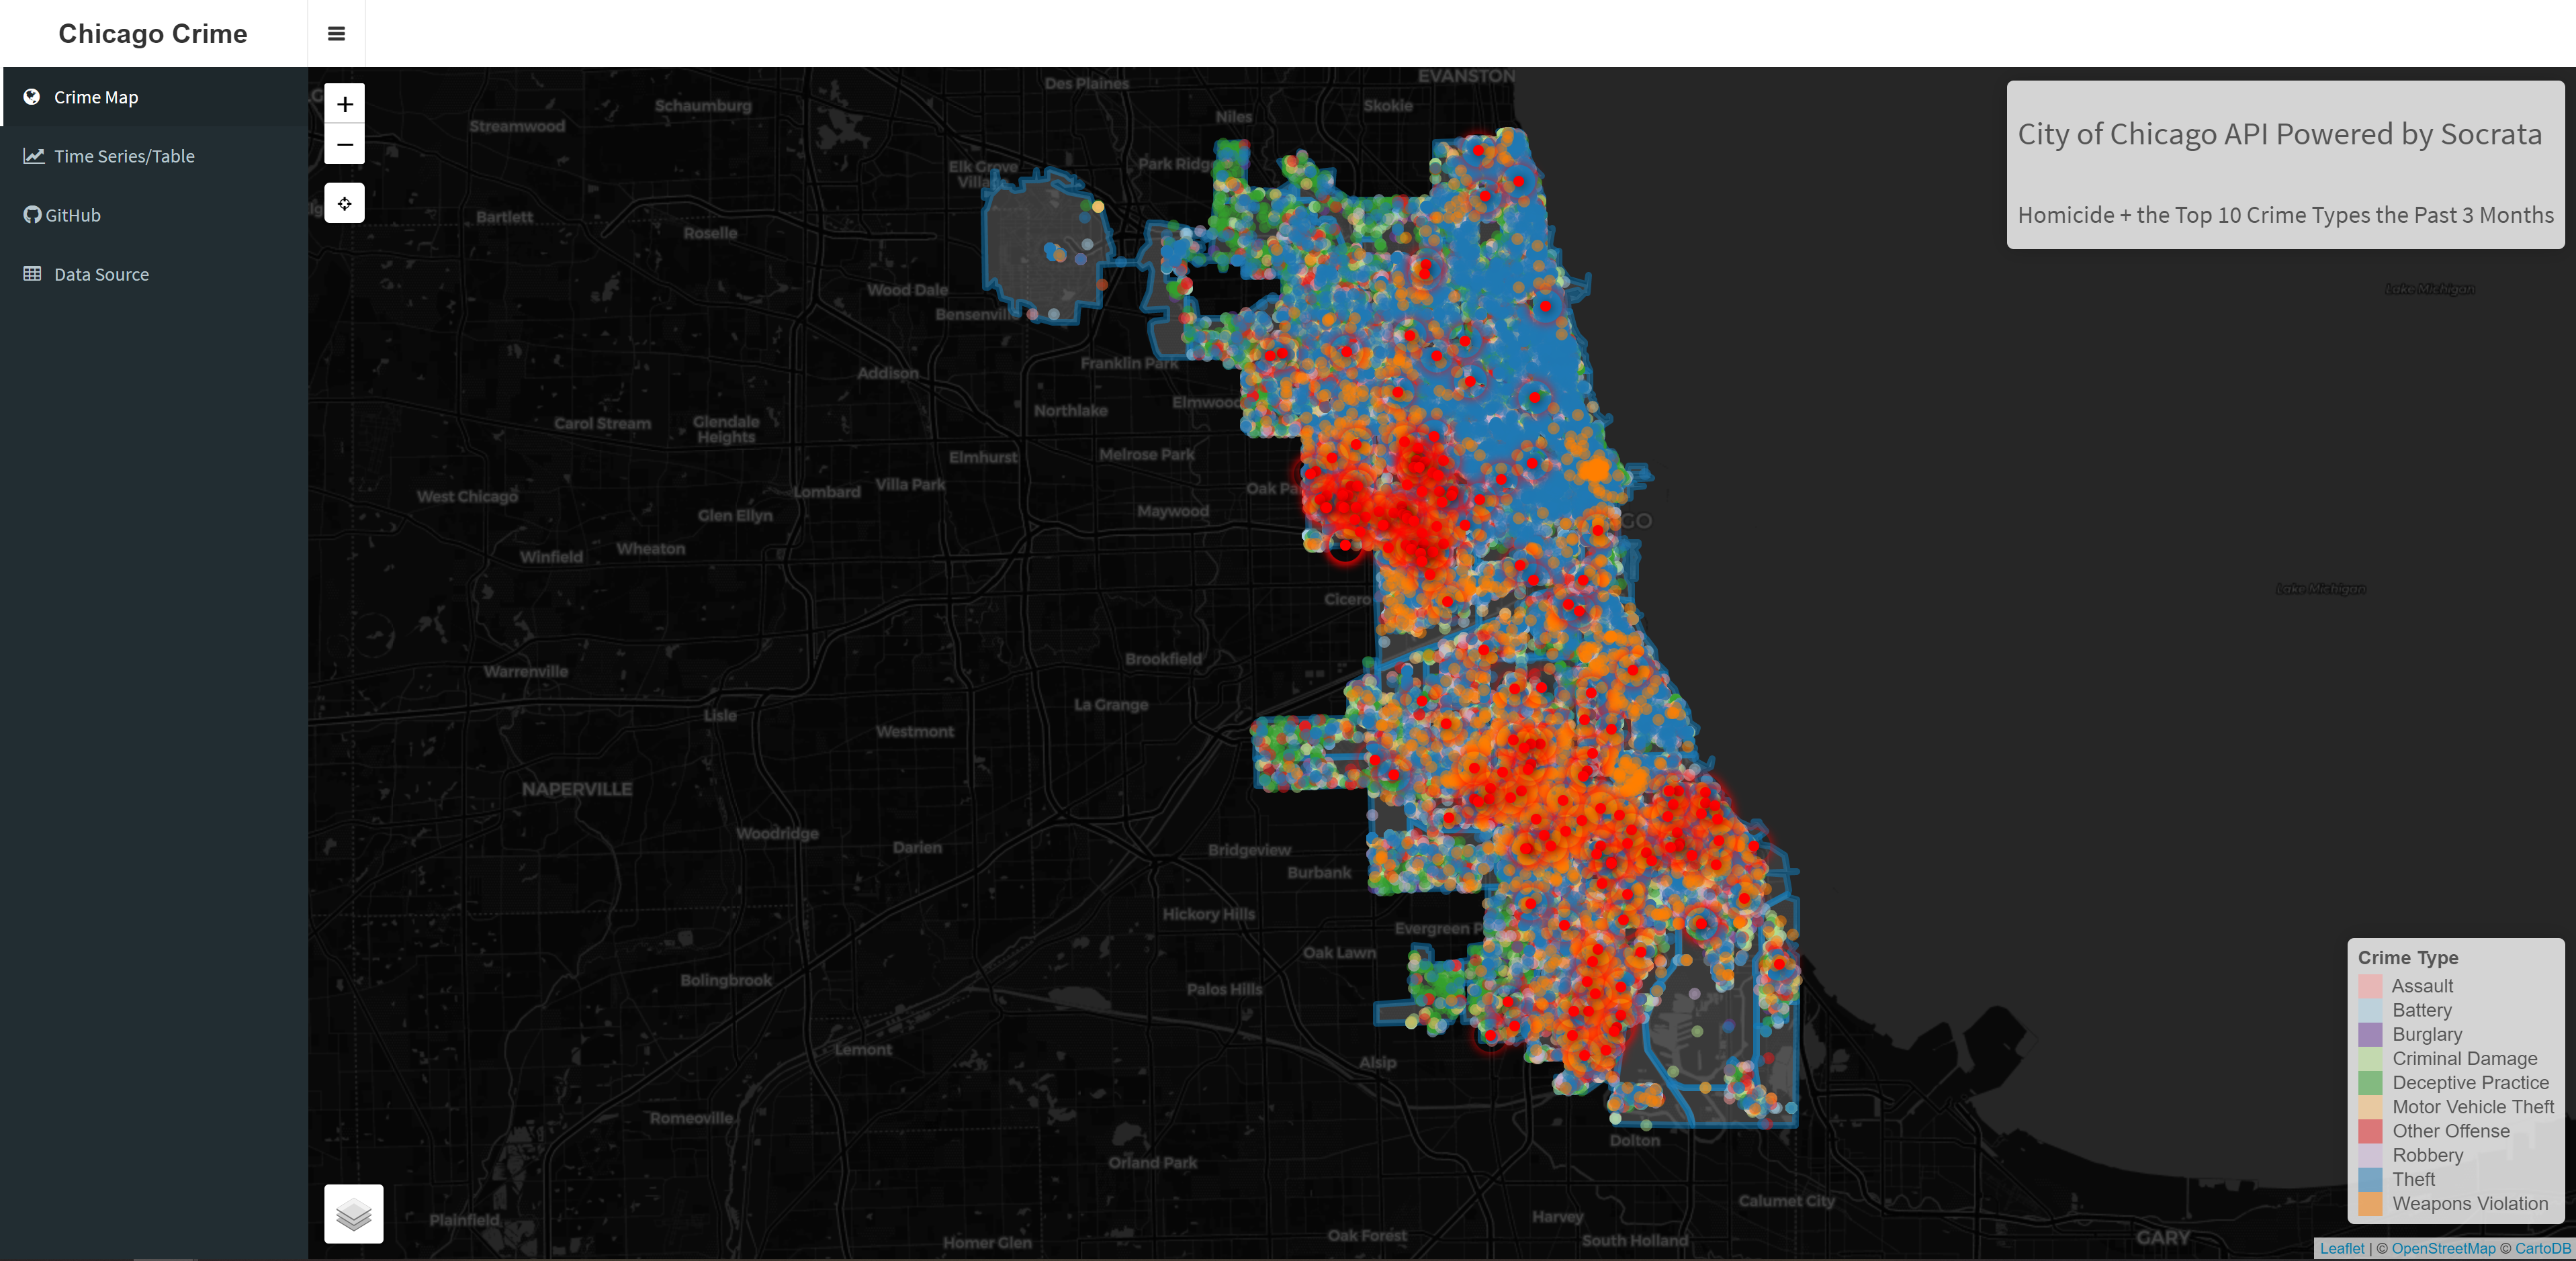 Chicago Crime
Crime Map
Time Series/Table
GitHub
Data Source
+
−
City of Chicago API Powered by Socrata
Homicide + the Top 10 Crime Types the Past 3 Months
EVANSTON
Des Plaines
Schaumburg
Skokie
Streamwood
Niles
Elk Grove
Park Ridg
Bartlett
Roselle
Wood Dale
Lake Michigan
Bensenville
Franklin Park
Addison
Elmwood
Northlake
Carol Stream
Glendale
Heights
Elmhurst
Melrose Park
Villa Park
Oak Pa
Lombard
West Chicago
Maywood
Glen Ellyn
GO
Wheaton
Winfield
Lake Michigan
Cicero
Brookfield
Warrenville
La Grange
Lisle
Westmont
NAPERVILLE
Woodridge
Darien
Bridgeview
Burbank
Hickory Hills
Evergreen P
Oak Lawn
Bolingbrook
Palos Hills
Lemont
Alsip
Romeoville
Dolton
Orland Park
Calumet City
Plainfield
Harvey
Oak Forest
South Holland
Homer Glen
GARY
Crime Type
Assault
Battery
Burglary
Criminal Damage
Deceptive Practice
Motor Vehicle Theft
Other Offense
Robbery
Theft
Weapons Violation
Leaflet | © OpenStreetMap © CartoDB